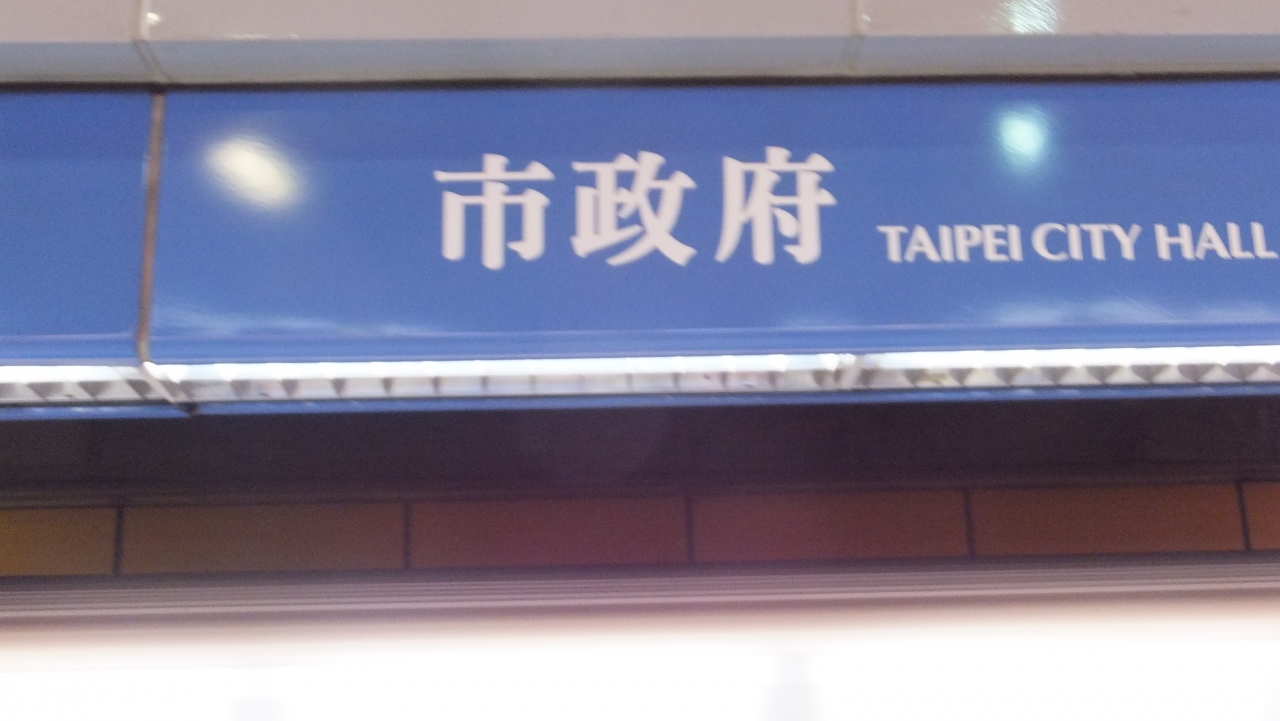 市政府 TAIPEI CITY HALL